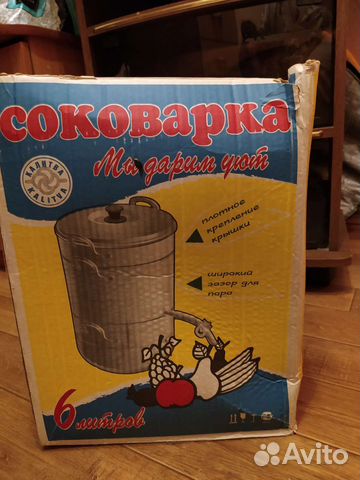 СОКОВАРКА
КАЛИТВА
KALITVA
Мы дарим уют
плотное
крепление
крышки
широкий
зазор для
пара
6 литров
Avito